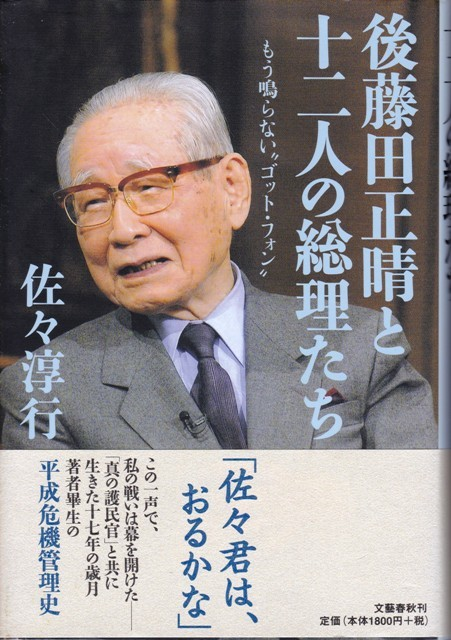 後藤田正晴と
十二人の総理たち
もう鳴らない〝ゴット・フォン〟
佐々淳行
「佐々君は、
おるかな」
この一声で、
私の戦いは幕を開けた——
「真の護民官」と共に
生きた十七年の歳月
著者畢生の
平成危機管理史
文藝春秋刊
定価(本体1800円+税)